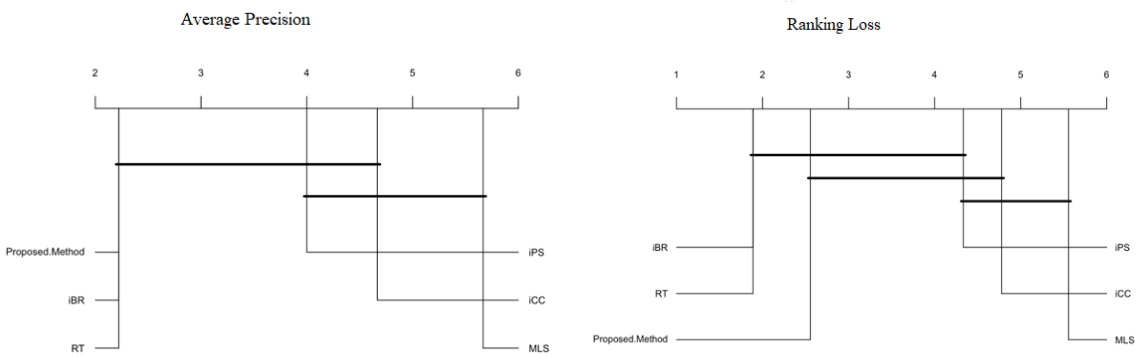 Average Precision
2 3 4 5 6
Proposed.Method
iPS
iBR
iCC
RT
MLS
Ranking Loss
1 2 3 4 5 6
iBR
iPS
RT
iCC
Proposed.Method
MLS